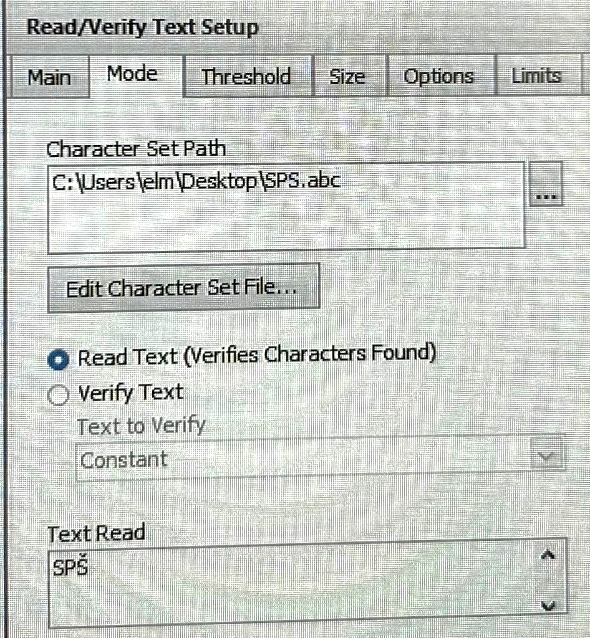 Read/Verify Text Setup
Main Mode Threshold Size Options Limits
Character Set Path
C:\Users\elm\Desktop\SPS.abc
...
Edit Character Set File...
Read Text (Verifies Characters Found)
Verify Text
Text to Verify
Constant
Text Read
SPŠ